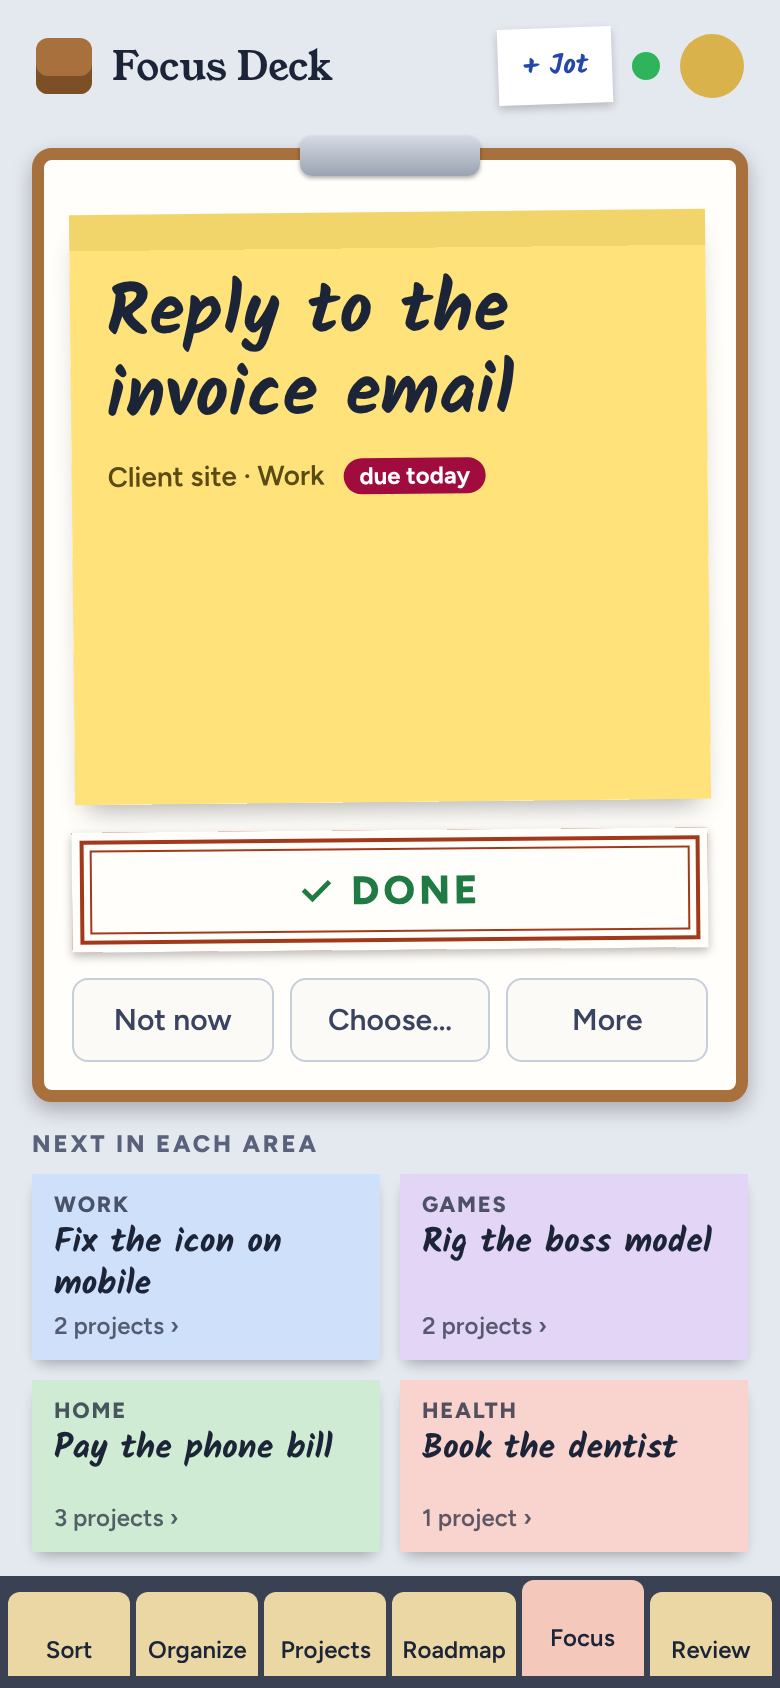 Focus Deck
+ Jot
Reply to the
invoice email
Client site · Work
due today
✓ DONE
Not now
Choose...
More
NEXT IN EACH AREA
WORK
Fix the icon on
mobile
2 projects ›
GAMES
Rig the boss model
2 projects ›
HOME
Pay the phone bill
3 projects ›
HEALTH
Book the dentist
1 project ›
Sort
Organize
Projects
Roadmap
Focus
Review